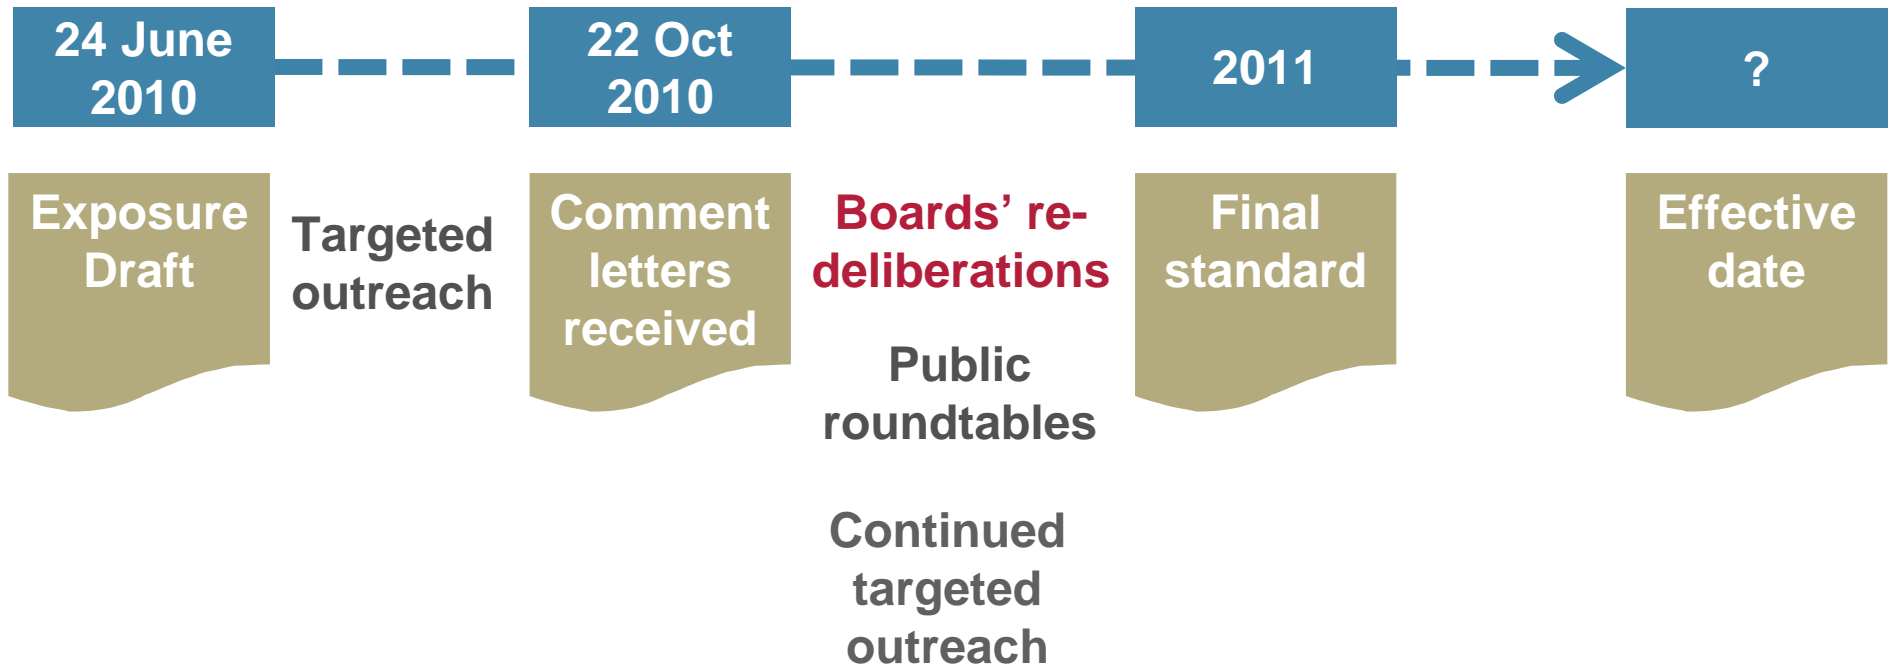 24 June
2010
22 Oct
2010
2011
?
Exposure
Draft
Targeted
outreach
Comment
letters
received
Boards’ re-
deliberations
Public
roundtables
Continued
targeted
outreach
Final
standard
Effective
date